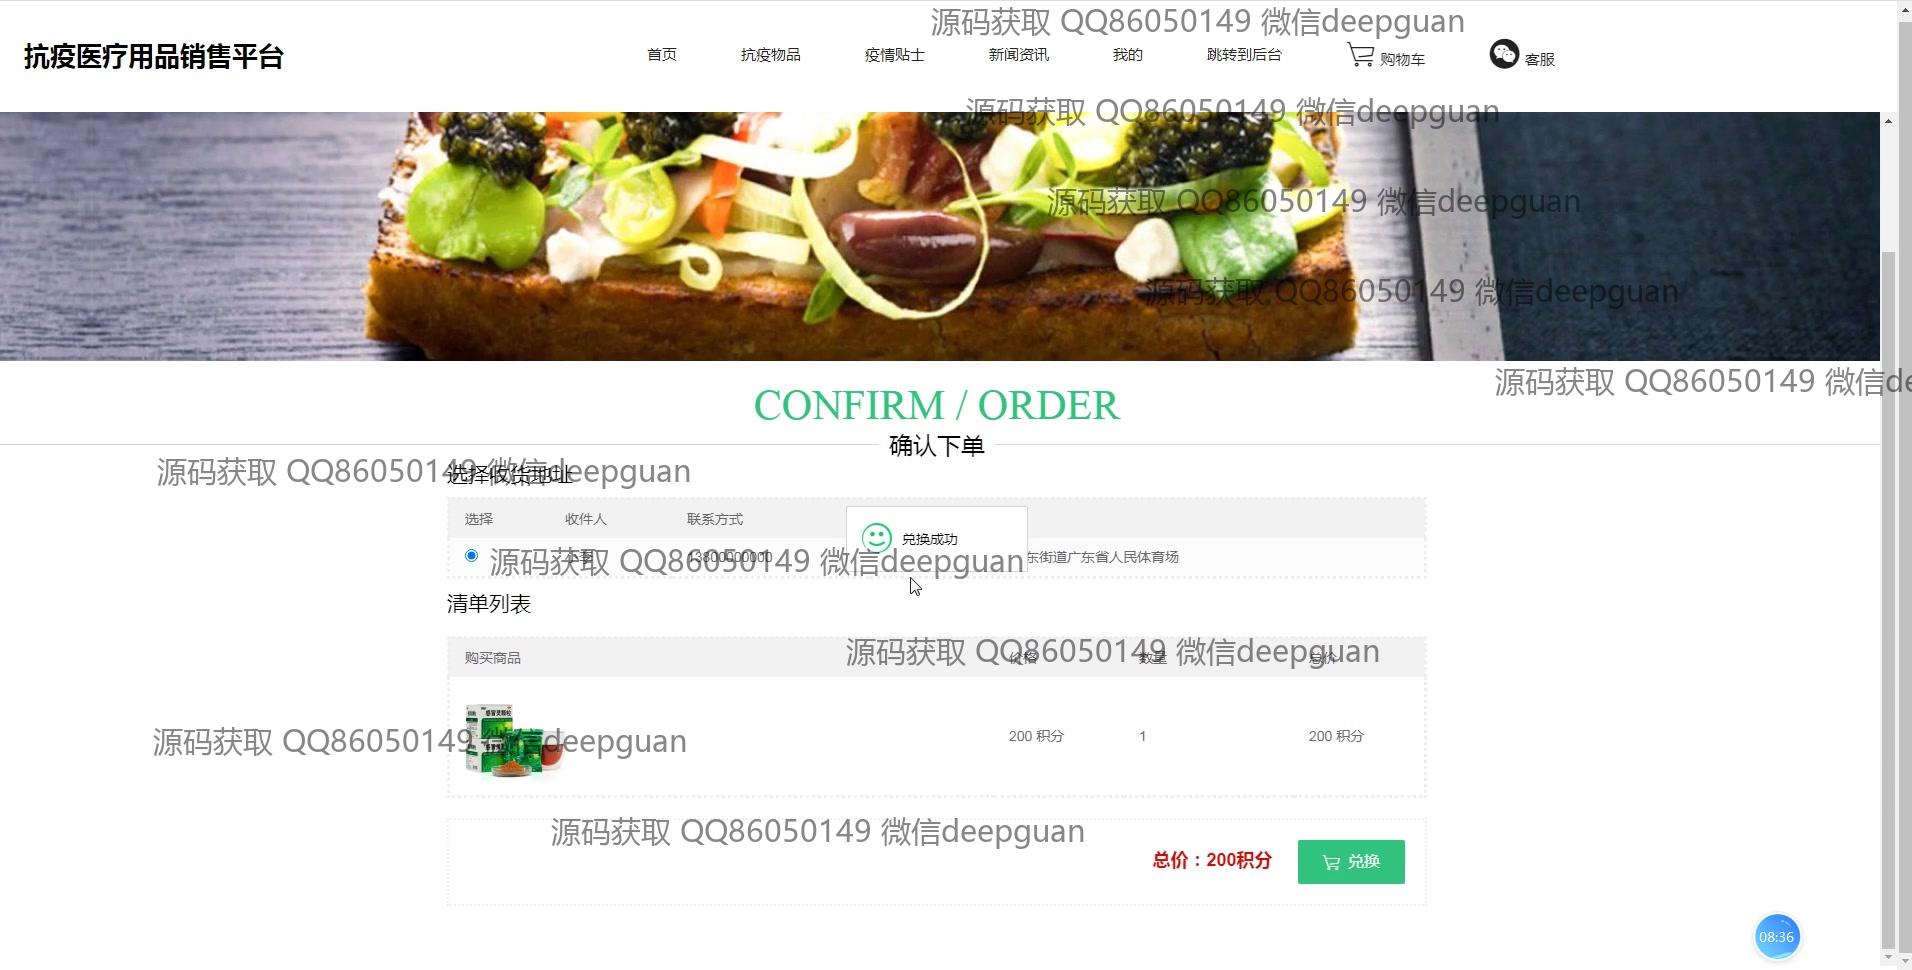 源码获取 QQ86050149 微信deepguan
抗疫医疗用品销售平台
首页 抗疫物品 疫情贴士 新闻资讯 我的 跳转到后台 购物车 客服
源码获取 QQ86050149 微信deepguan
源码获取 QQ86050149 微信deepguan
源码获取 QQ86050149 微信deepguan
源码获取 QQ86050149 微信de
CONFIRM / ORDER
确认下单
源码获取 QQ86050149 微信deepguan
选择收货地址
选择 收件人 联系方式
兑换成功
13800000000 东街道广东省人民体育场
源码获取 QQ86050149 微信deepguan
清单列表
源码获取 QQ86050149 微信deepguan
购买商品 价格 数量 总价
感冒灵颗粒
200 积分 1 200 积分
源码获取 QQ86050149 微信deepguan
源码获取 QQ86050149 微信deepguan
总价：200积分 兑换
08:36